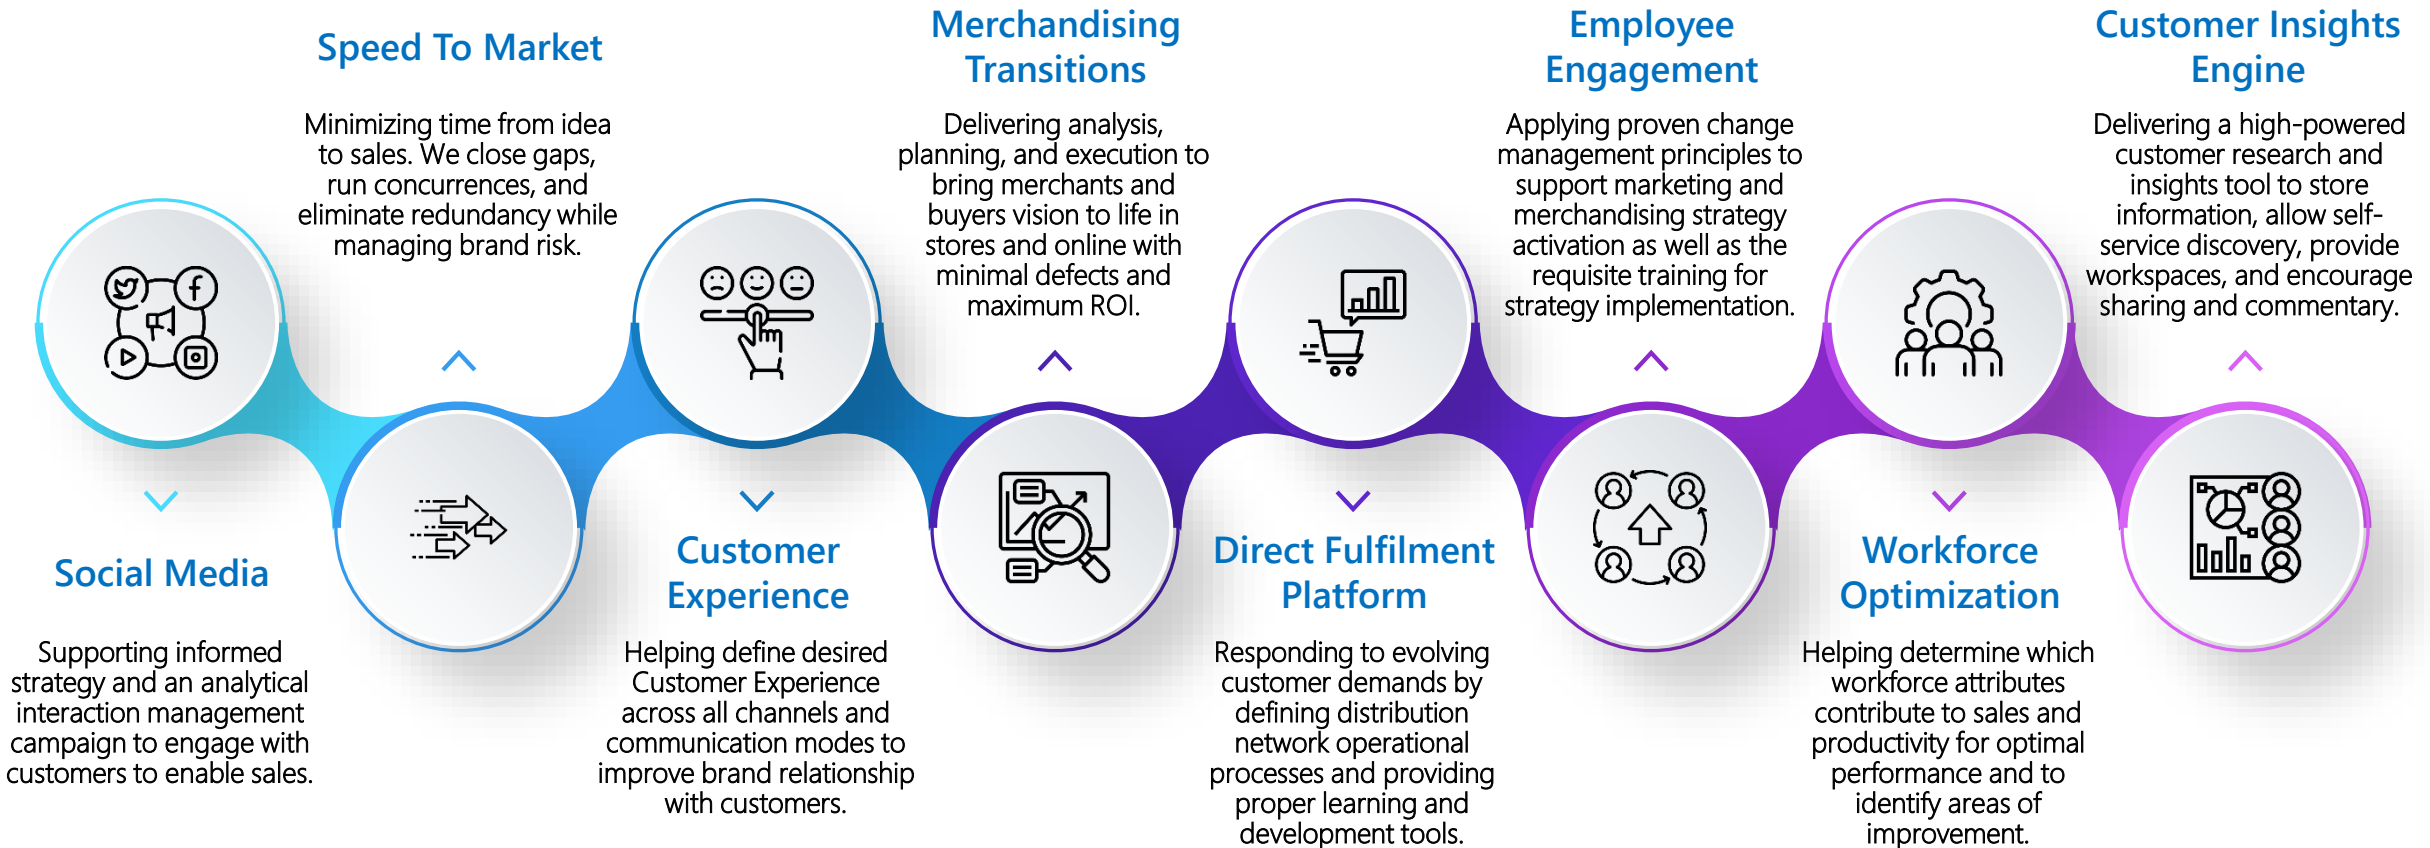 Social Media
Supporting informed
strategy and an analytical
interaction management
campaign to engage with
customers to enable sales.
Speed To Market
Minimizing time from idea
to sales. We close gaps,
run concurrences, and
eliminate redundancy while
managing brand risk.
Customer
Experience
Helping define desired
Customer Experience
across all channels and
communication modes to
improve brand relationship
with customers.
Merchandising
Transitions
Delivering analysis,
planning, and execution to
bring merchants and
buyers vision to life in
stores and online with
minimal defects and
maximum ROI.
Direct Fulfilment
Platform
Responding to evolving
customer demands by
defining distribution
network operational
processes and providing
proper learning and
development tools.
Employee
Engagement
Applying proven change
management principles to
support marketing and
merchandising strategy
activation as well as the
requisite training for
strategy implementation.
Workforce
Optimization
Helping determine which
workforce attributes
contribute to sales and
productivity for optimal
performance and to
identify areas of
improvement.
Customer Insights
Engine
Delivering a high-powered
customer research and
insights tool to store
information, allow self-
service discovery, provide
workspaces, and encourage
sharing and commentary.